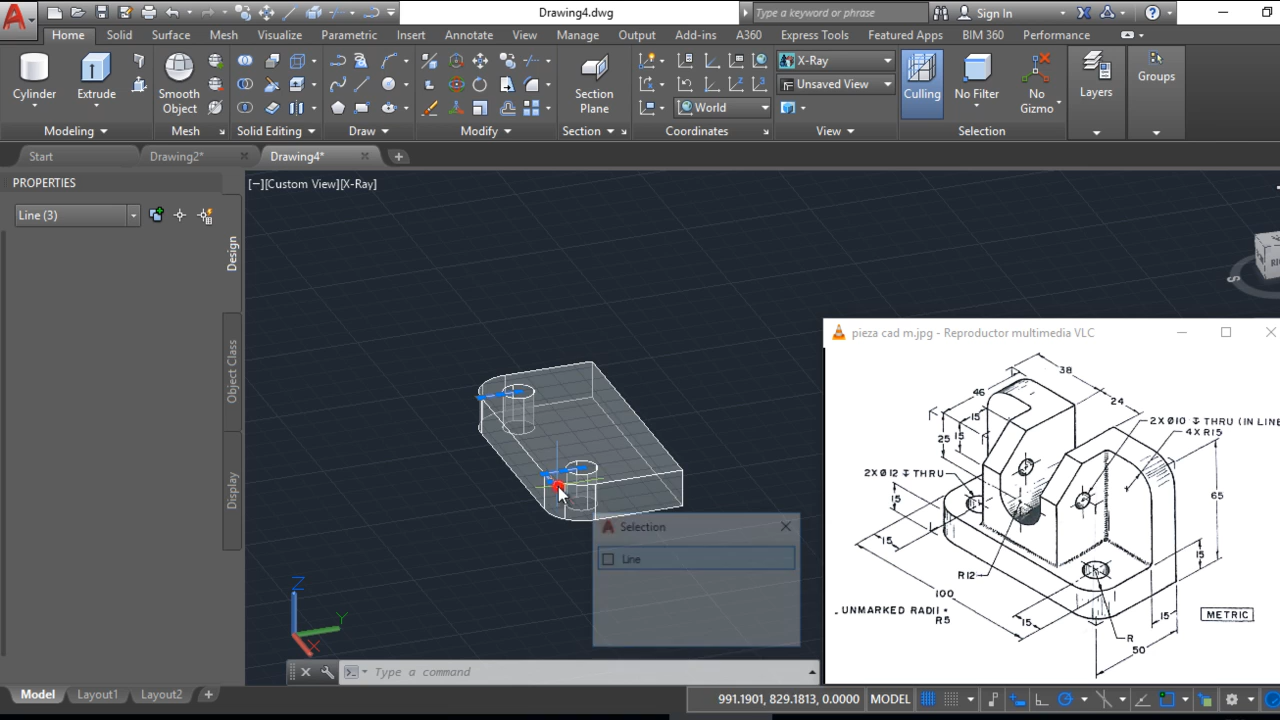 Drawing4.dwg
Type a keyword or phrase
Sign In
Home
Solid
Surface
Mesh
Visualize
Parametric
Insert
Annotate
View
Manage
Output
Add-ins
A360
Express Tools
Featured Apps
BIM 360
Performance
Cylinder
Extrude
Smooth
Object
Section
Plane
X-Ray
Unsaved View
World
Culling
No Filter
No
Gizmo
Layers
Groups
Modeling
Mesh
Solid Editing
Draw
Modify
Section
Coordinates
View
Selection
Start
Drawing2*
Drawing4*
PROPERTIES
Line (3)
Design
Object Class
Display
[−][Custom View][X-Ray]
S
Selection
Line
Z
Y
X
pieza cad m.jpg - Reproductor multimedia VLC
38
46
24
15
25
15
2X Ø10 ↧ THRU (IN LINE
4X R15
2X Ø12 ↧ THRU
15
65
15
R12
15
100
UNMARKED RADII •
R5
15
15
METRIC
R
50
Type a command
Model
Layout1
Layout2
991.1901, 829.1813, 0.0000
MODEL